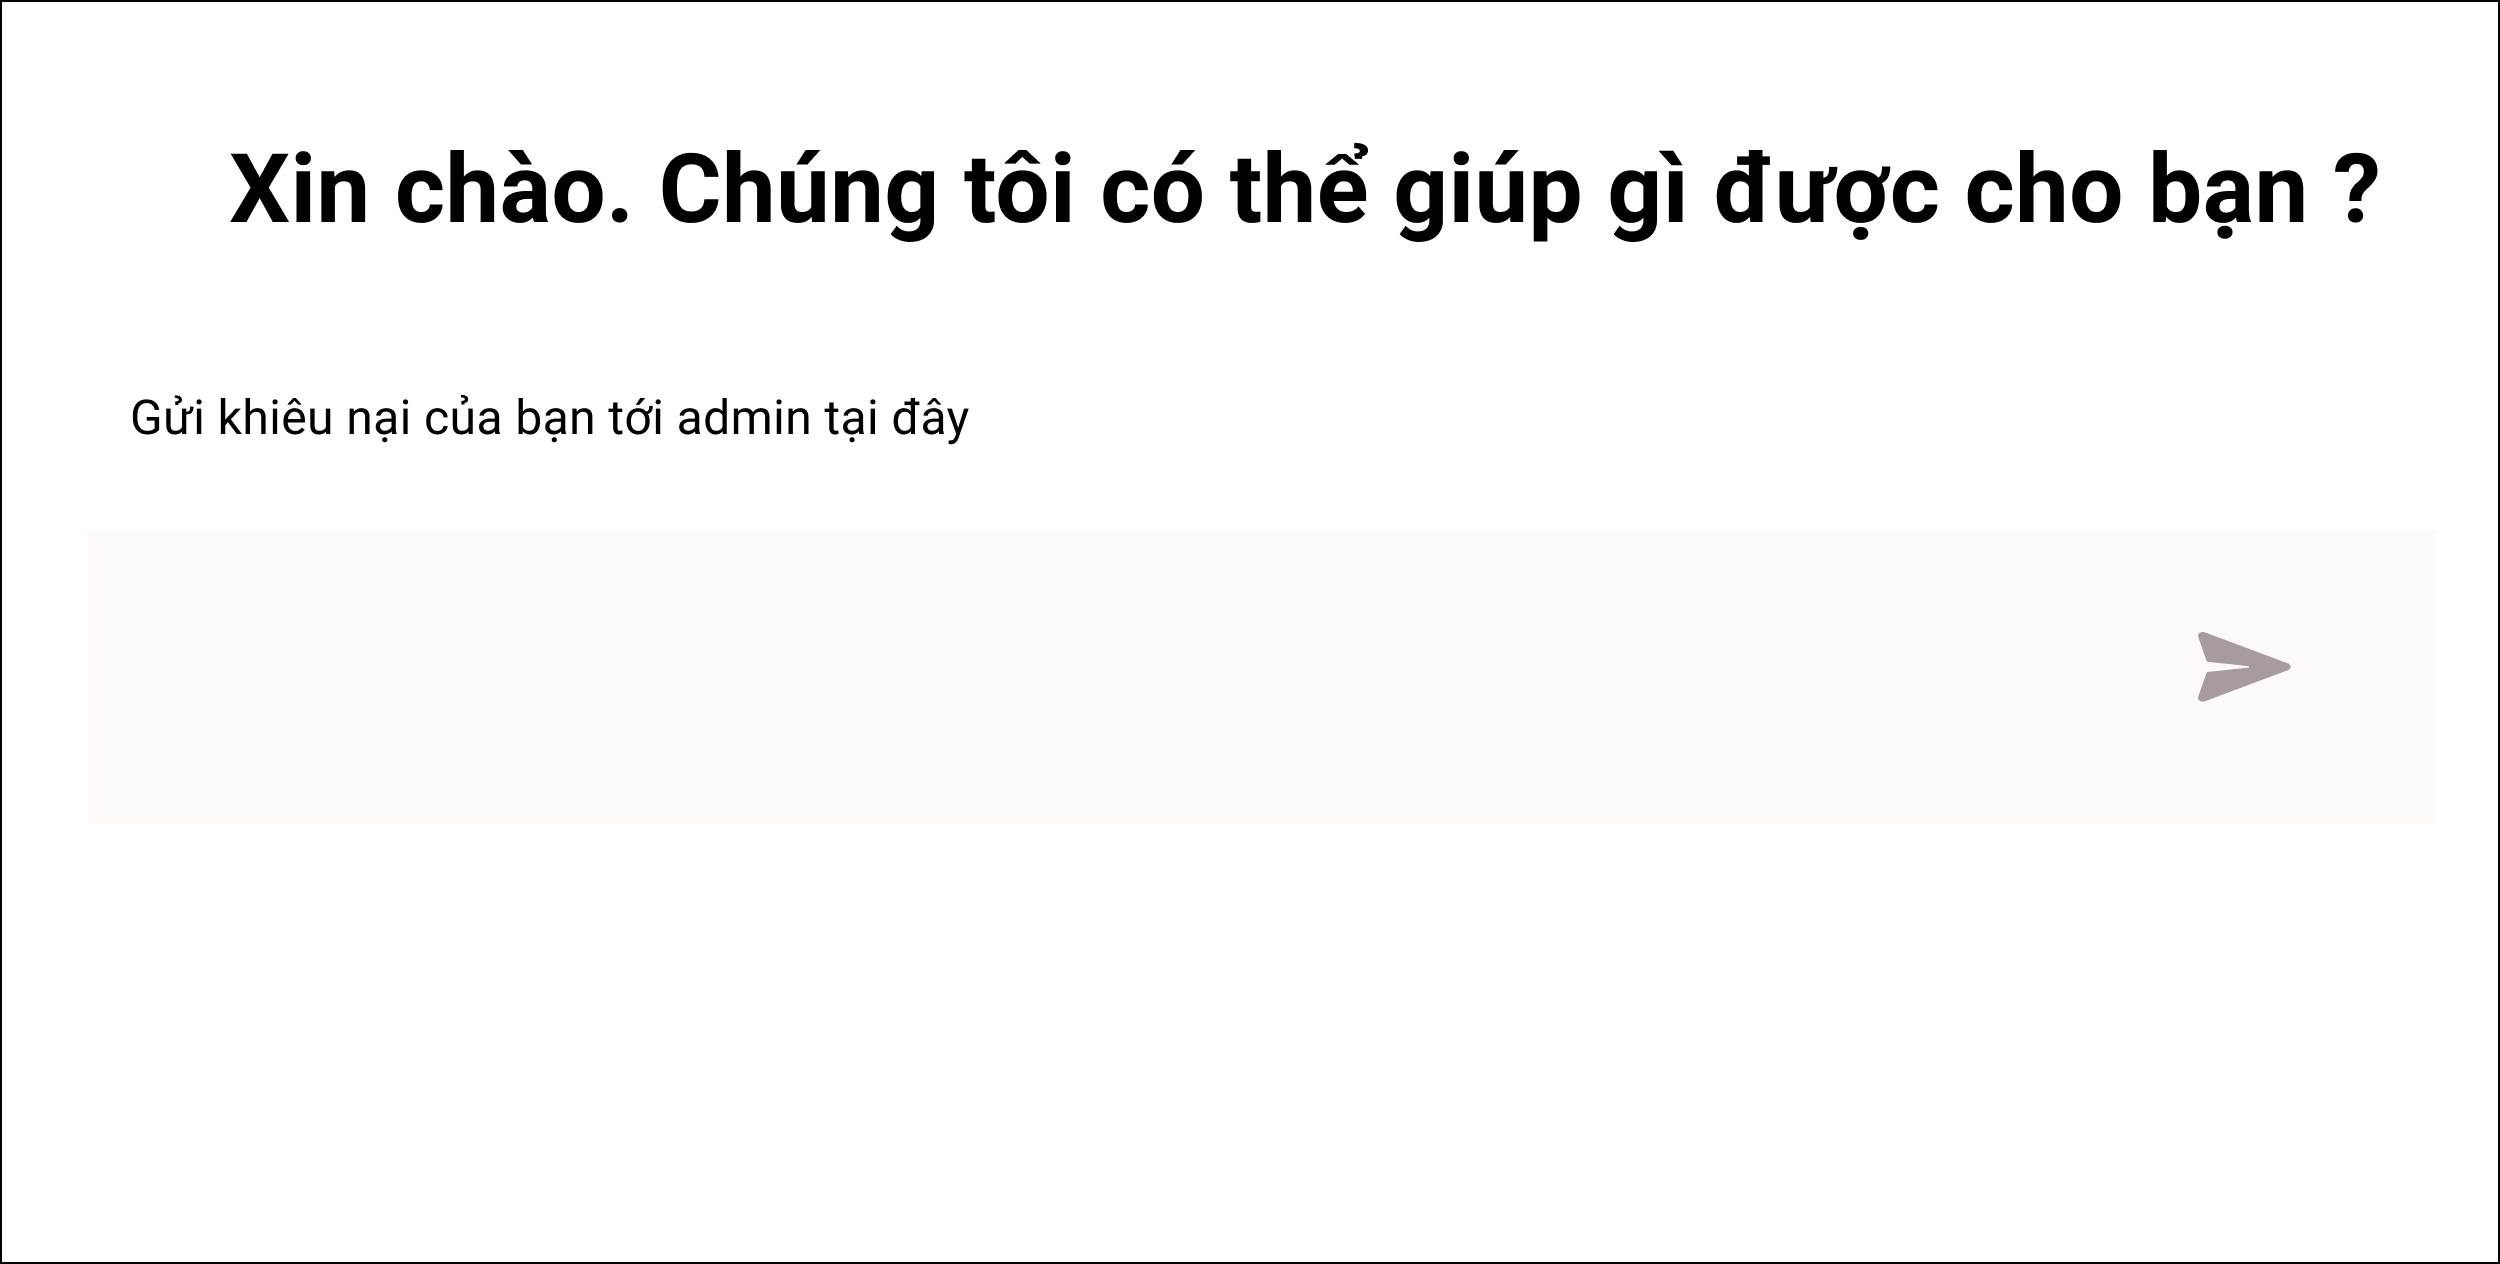 Xin chào. Chúng tôi có thể giúp gì được cho bạn ?
Gửi khiêu nại của bạn tới admin tại đây